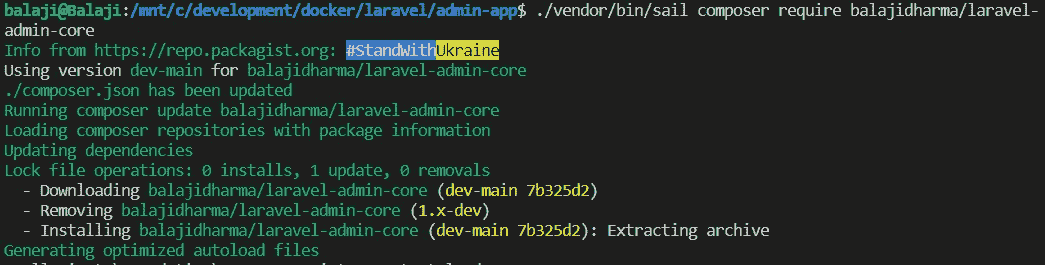 balaji@Balaji:/mnt/c/development/docker/laravel/admin-app$ ./vendor/bin/sail composer require balajidharma/laravel-
admin-core
Info from https://repo.packagist.org: #StandWithUkraine
Using version dev-main for balajidharma/laravel-admin-core
./composer.json has been updated
Running composer update balajidharma/laravel-admin-core
Loading composer repositories with package information
Updating dependencies
Lock file operations: 0 installs, 1 update, 0 removals
  - Downloading balajidharma/laravel-admin-core (dev-main 7b325d2)
  - Removing balajidharma/laravel-admin-core (1.x-dev)
  - Installing balajidharma/laravel-admin-core (dev-main 7b325d2): Extracting archive
Generating optimized autoload files